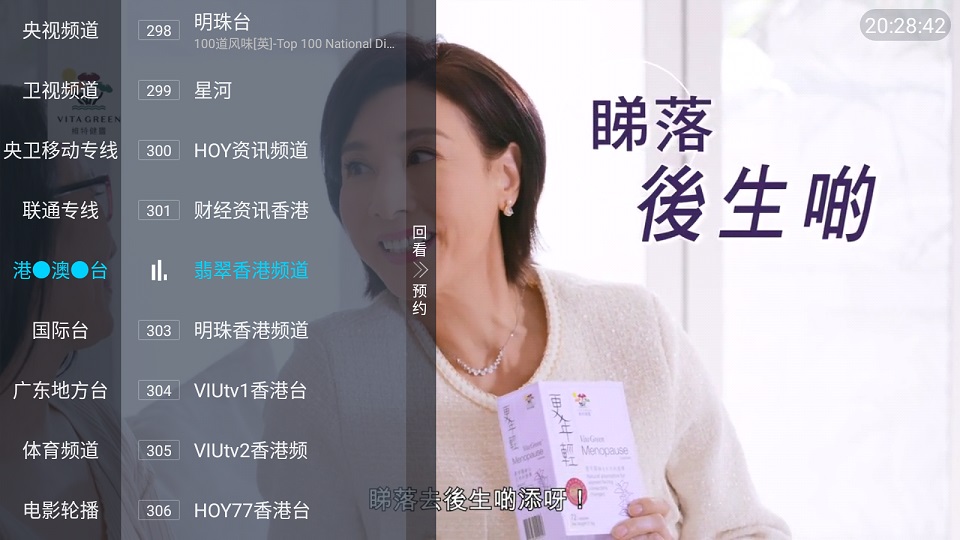 央视频道
卫视频道
央卫移动专线
联通专线
港●澳●台
国际台
广东地方台
体育频道
电影轮播
298 明珠台
100道风味[英]-Top 100 National Di…
299 星河
300 HOY资讯频道
301 财经资讯香港
翡翠香港频道
303 明珠香港频道
304 VIUtv1香港台
305 VIUtv2香港频
306 HOY77香港台
回看
预约
20:28:42
VITAGREEN
睇落
後生啲
更年輕
VitaGreen
Menopause
更年輕
Menopause
睇落去後生啲添呀！